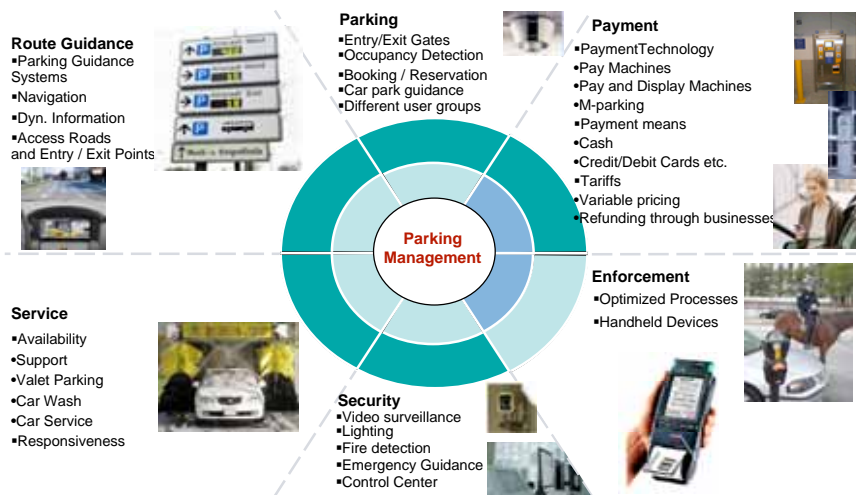 Route Guidance
▪Parking Guidance
Systems
▪Navigation
▪Dyn. Information
▪Access Roads
and Entry / Exit Points
Parking
▪Entry/Exit Gates
▪Occupancy Detection
▪Booking / Reservation
▪Car park guidance
▪Different user groups
Payment
▪PaymentTechnology
•Pay Machines
•Pay and Display Machines
•M-parking
▪Payment means
•Cash
•Credit/Debit Cards etc.
▪Tariffs
•Variable pricing
•Refunding through businesses
Parking
Management
Service
▪Availability
•Support
▪Valet Parking
▪Car Wash
▪Car Service
▪Responsiveness
Security
▪Video surveillance
▪Lighting
▪Fire detection
▪Emergency Guidance
▪Control Center
Enforcement
▪Optimized Processes
▪Handheld Devices
P
P
P
P